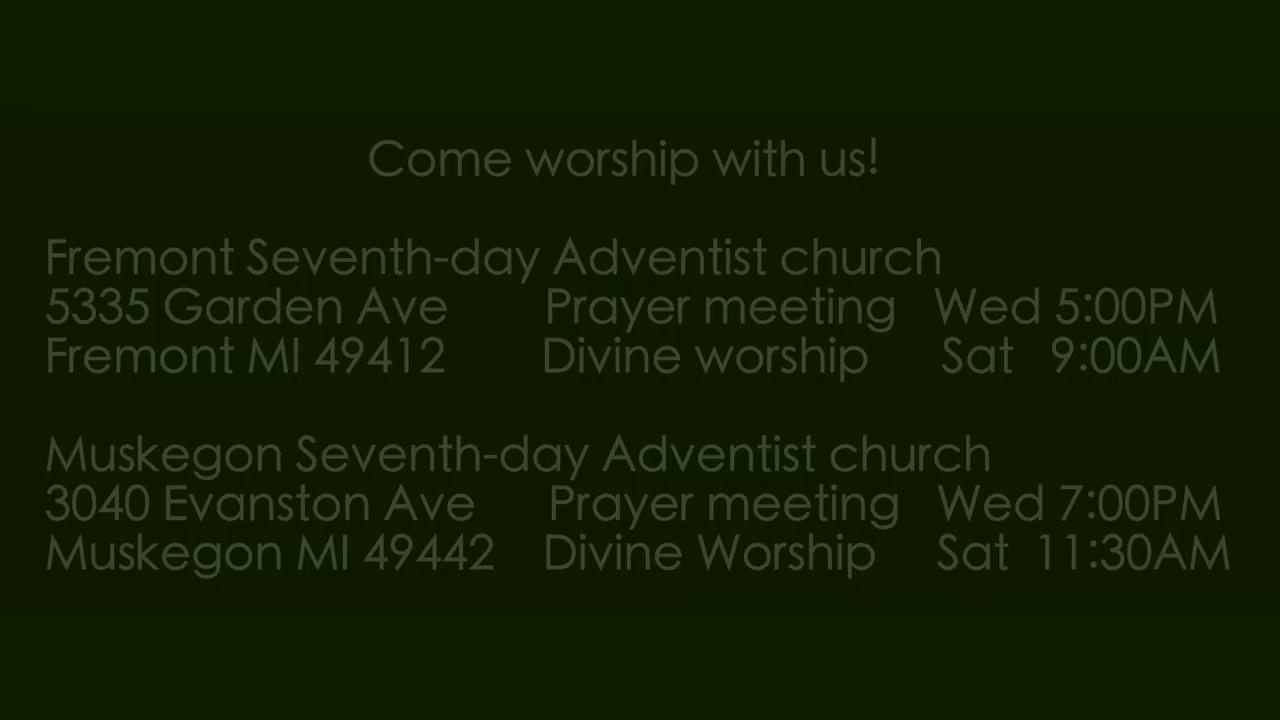 Come worship with us!
Fremont Seventh-day Adventist church
5335 Garden Ave Prayer meeting Wed 5:00PM
Fremont MI 49412 Divine worship Sat 9:00AM
Muskegon Seventh-day Adventist church
3040 Evanston Ave Prayer meeting Wed 7:00PM
Muskegon MI 49442 Divine Worship Sat 11:30AM